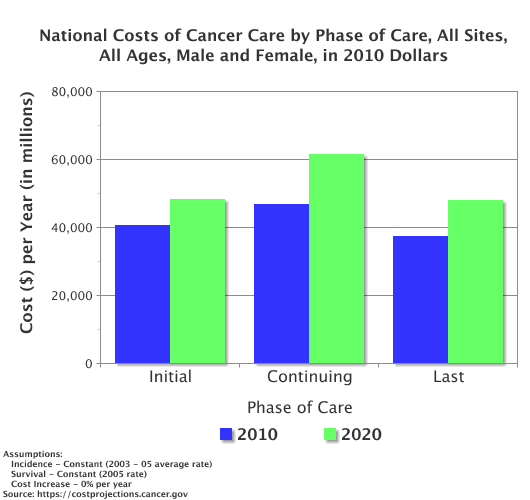 National Costs of Cancer Care by Phase of Care, All Sites,
All Ages, Male and Female, in 2010 Dollars
Cost ($) per Year (in millions)
80,000
60,000
40,000
20,000
0
Initial
Continuing
Last
Phase of Care
2010
2020
Assumptions:
Incidence - Constant (2003 - 05 average rate)
Survival - Constant (2005 rate)
Cost Increase - 0% per year
Source: https://costprojections.cancer.gov